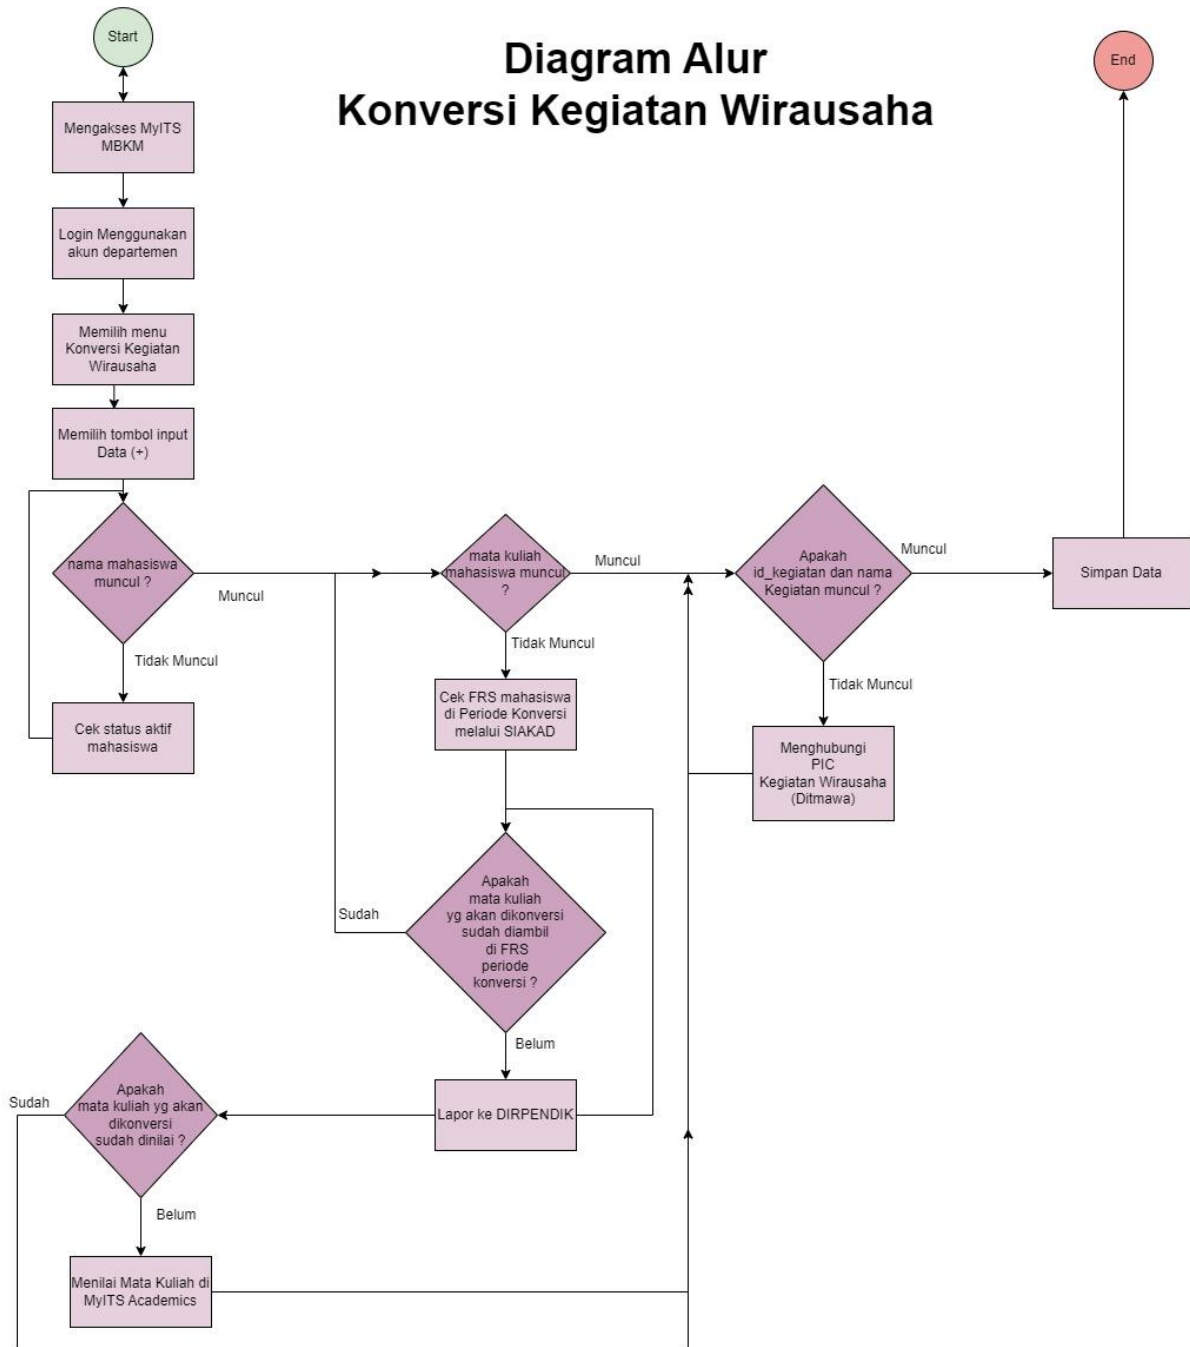 Start
Diagram Alur
Konversi Kegiatan Wirausaha
End
Mengakses MyITS
MBKM
Login Menggunakan
akun departemen
Memilih menu
Konversi Kegiatan
Wirausaha
Memilih tombol input
Data (+)
nama mahasiswa
muncul ?
Muncul
Tidak Muncul
Cek status aktif
mahasiswa
mata kuliah
mahasiswa muncul
?
Muncul
Tidak Muncul
Cek FRS mahasiswa
di Periode Konversi
melalui SIAKAD
Apakah
id_kegiatan dan nama
Kegiatan muncul ?
Muncul
Simpan Data
Tidak Muncul
Menghubungi
PIC
Kegiatan Wirausaha
(Ditmawa)
Apakah
mata kuliah
yg akan dikonversi
sudah diambil
di FRS
periode
konversi ?
Sudah
Belum
Lapor ke DIRPENDIK
Apakah
mata kuliah yg akan
dikonversi
sudah dinilai ?
Sudah
Belum
Menilai Mata Kuliah di
MyITS Academics